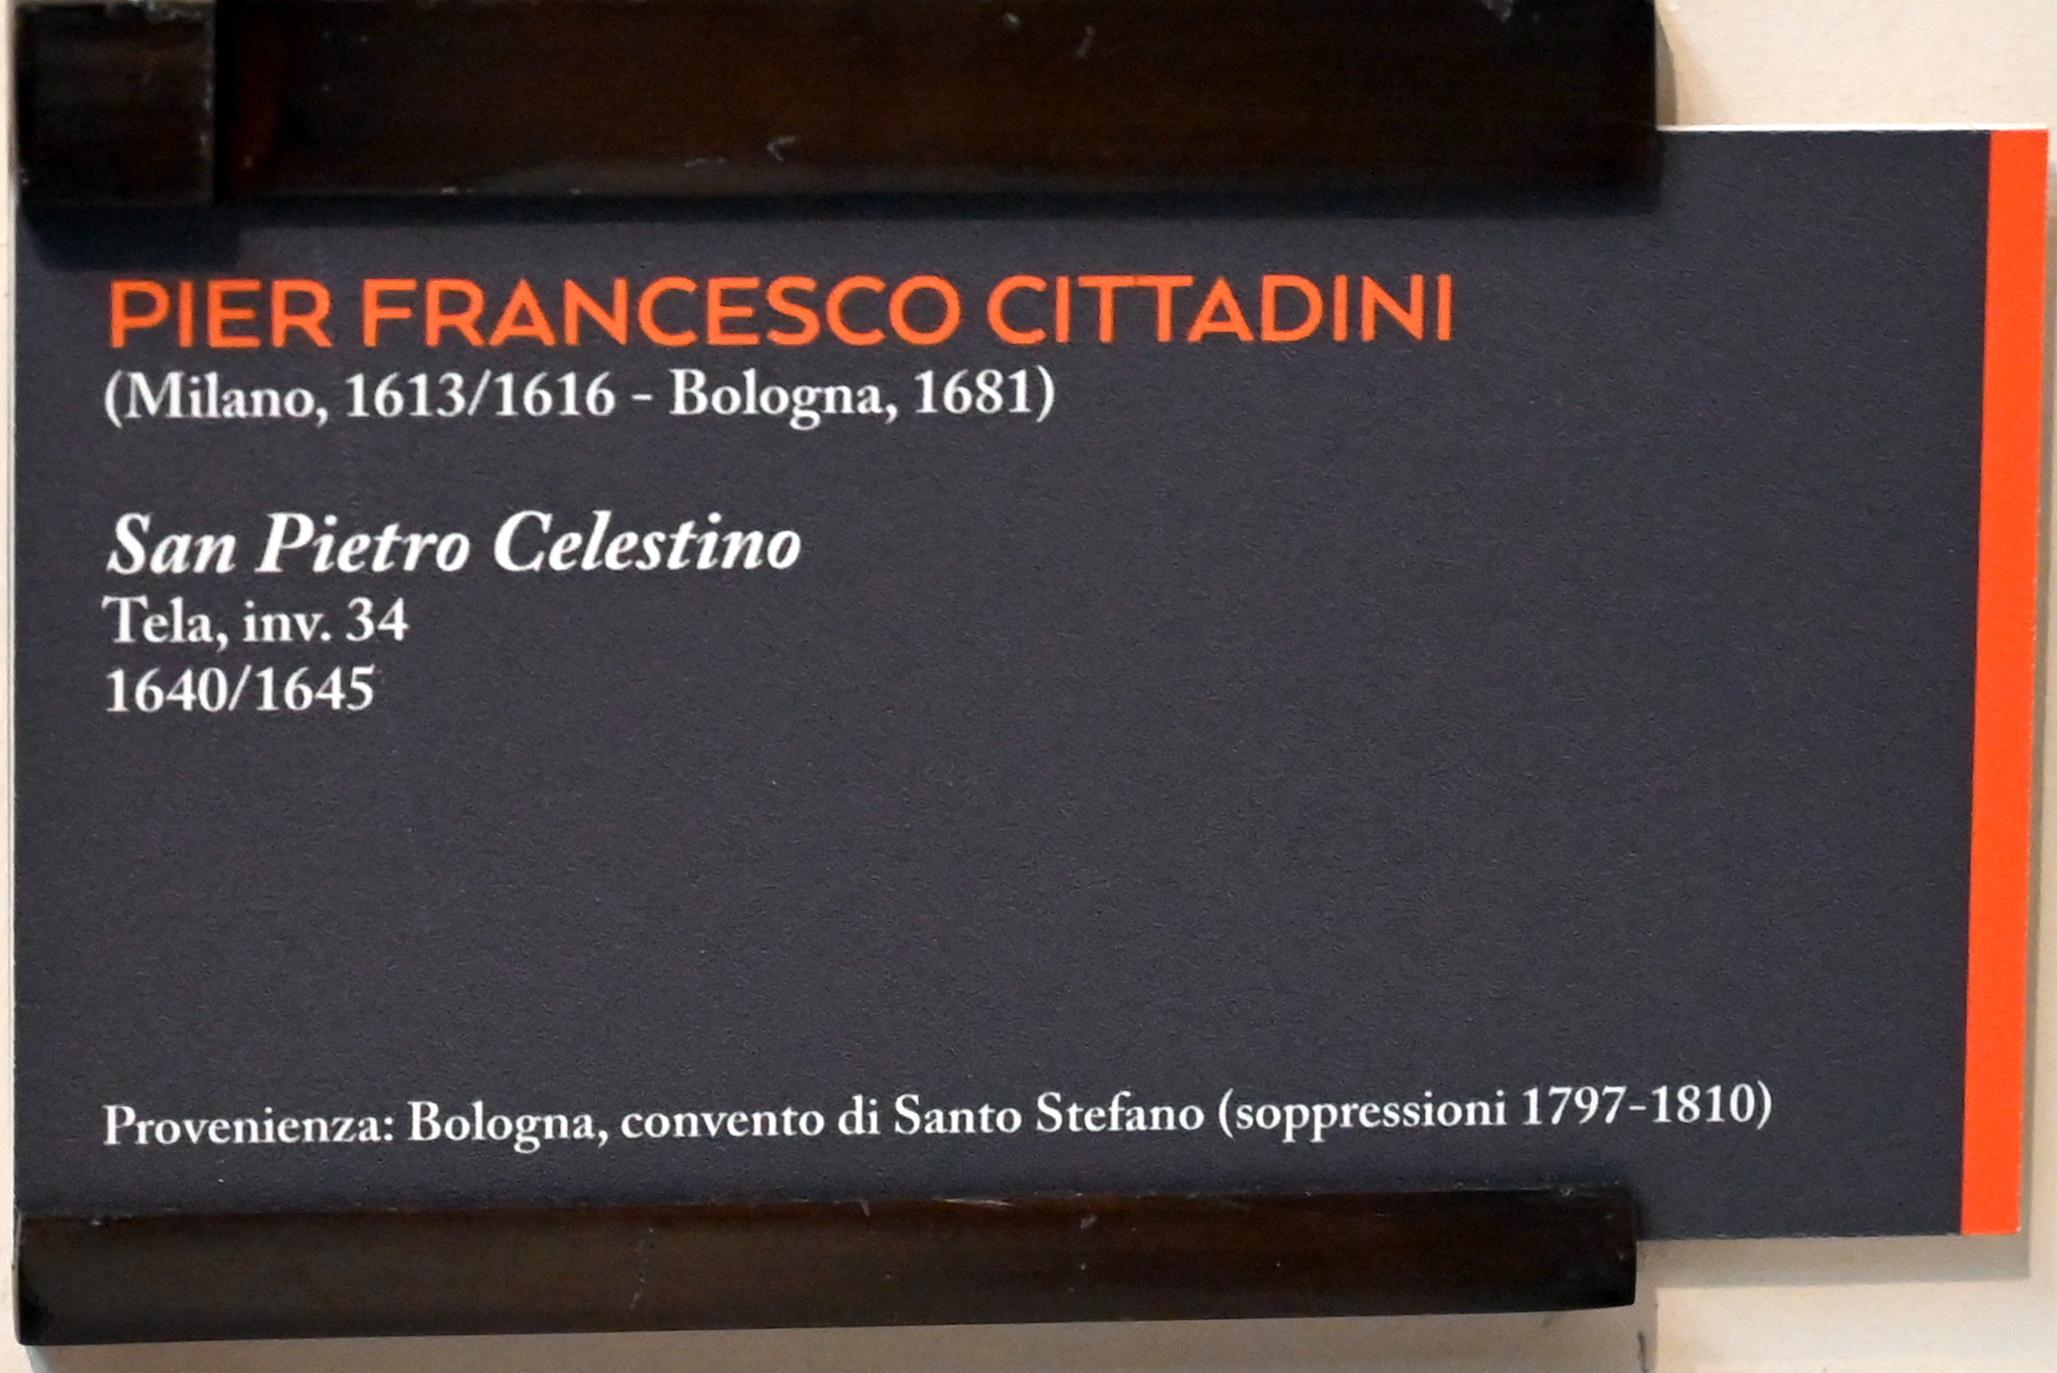 PIER FRANCESCO CITTADINI
(Milano, 1613/1616 - Bologna, 1681)
San Pietro Celestino
Tela, inv. 34
1640/1645
Provenienza: Bologna, convento di Santo Stefano (soppressioni 1797-1810)